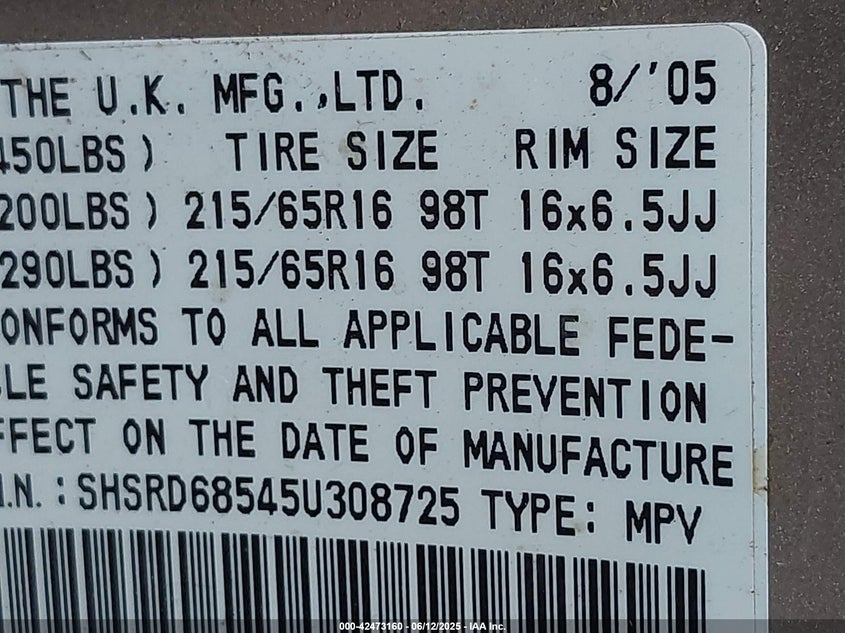 THE U.K. MFG.,LTD. 8/'05
450LBS) TIRE SIZE RIM SIZE
200LBS) 215/65R16 98T 16x6.5JJ
290LBS) 215/65R16 98T 16x6.5JJ
ONFORMS TO ALL APPLICABLE FEDE-
LE SAFETY AND THEFT PREVENTION
FFECT ON THE DATE OF MANUFACTURE
I.N.: SHSRD68545U308725 TYPE: MPV
000-42473160 - 06/12/2025 - IAA Inc.